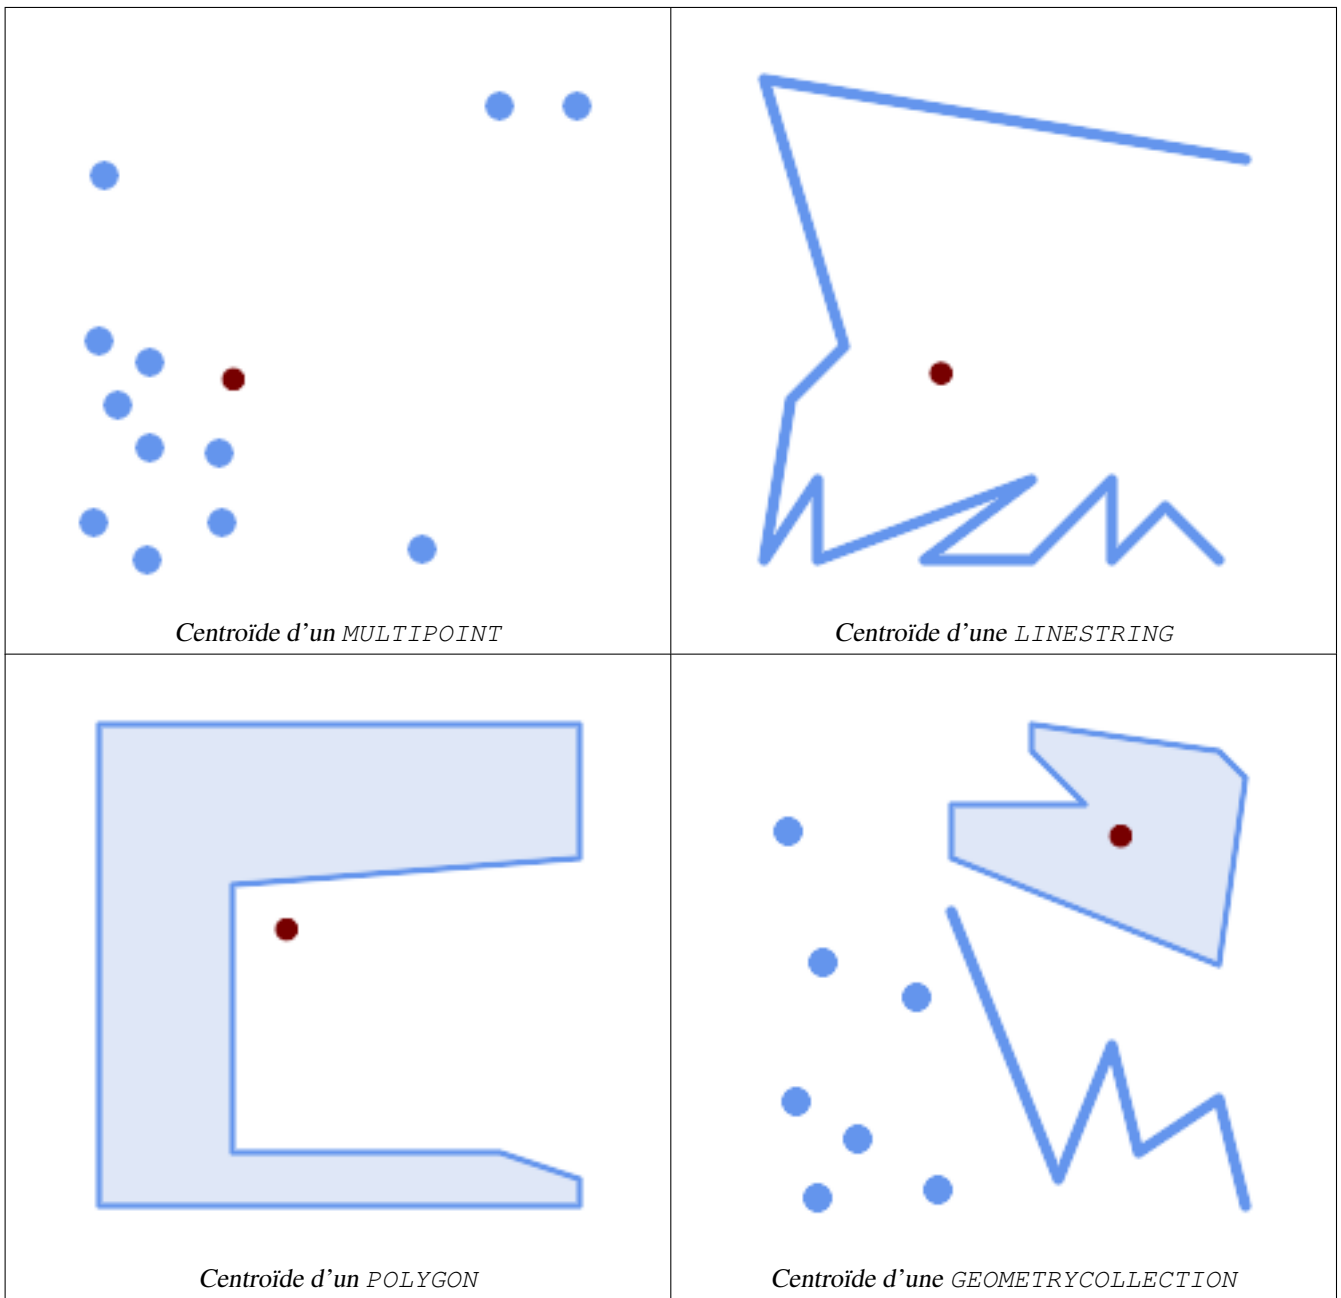 Centroïde d'un MULTIPOINT
Centroïde d'une LINESTRING
Centroïde d'un POLYGON
Centroïde d'une GEOMETRYCOLLECTION